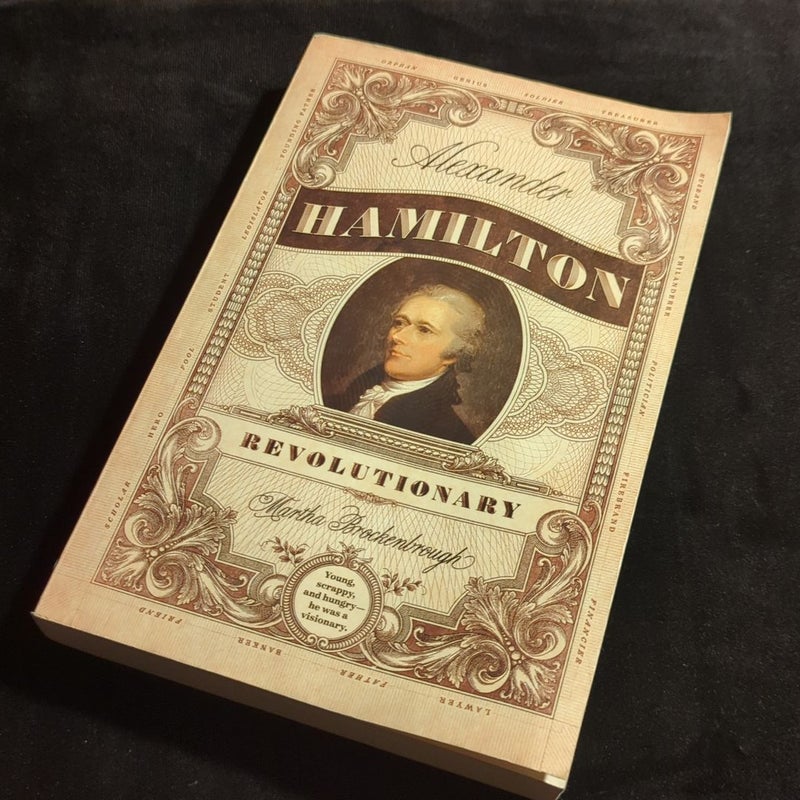 Alexander
HAMILTON
REVOLUTIONARY
Martha Brockenbrough
Young,
scrappy,
and hungry—
he was a
visionary.
ORPHAN
GENIUS
SOLDIER
TREASURER
HUSBAND
PHILANDERER
POLITICIAN
FIREBRAND
FINANCIER
LAWYER
FATHER
BANKER
FRIEND
SCHOLAR
HERO
FOOL
STUDENT
LEGISLATOR
FOUNDING FATHER